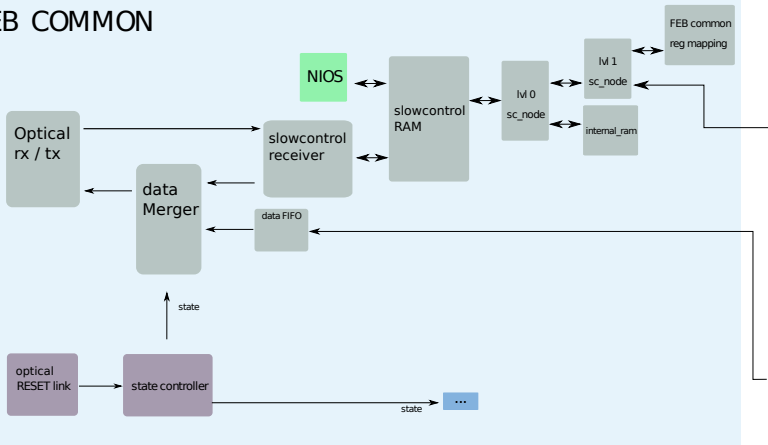 EB COMMON
FEB common
reg mapping
lvl 1
sc_node
NIOS
lvl 0
sc_node
slowcontrol
RAM
internal_ram
Optical
rx / tx
slowcontrol
receiver
data
Merger
data FIFO
state
optical
RESET link
state controller
state
...